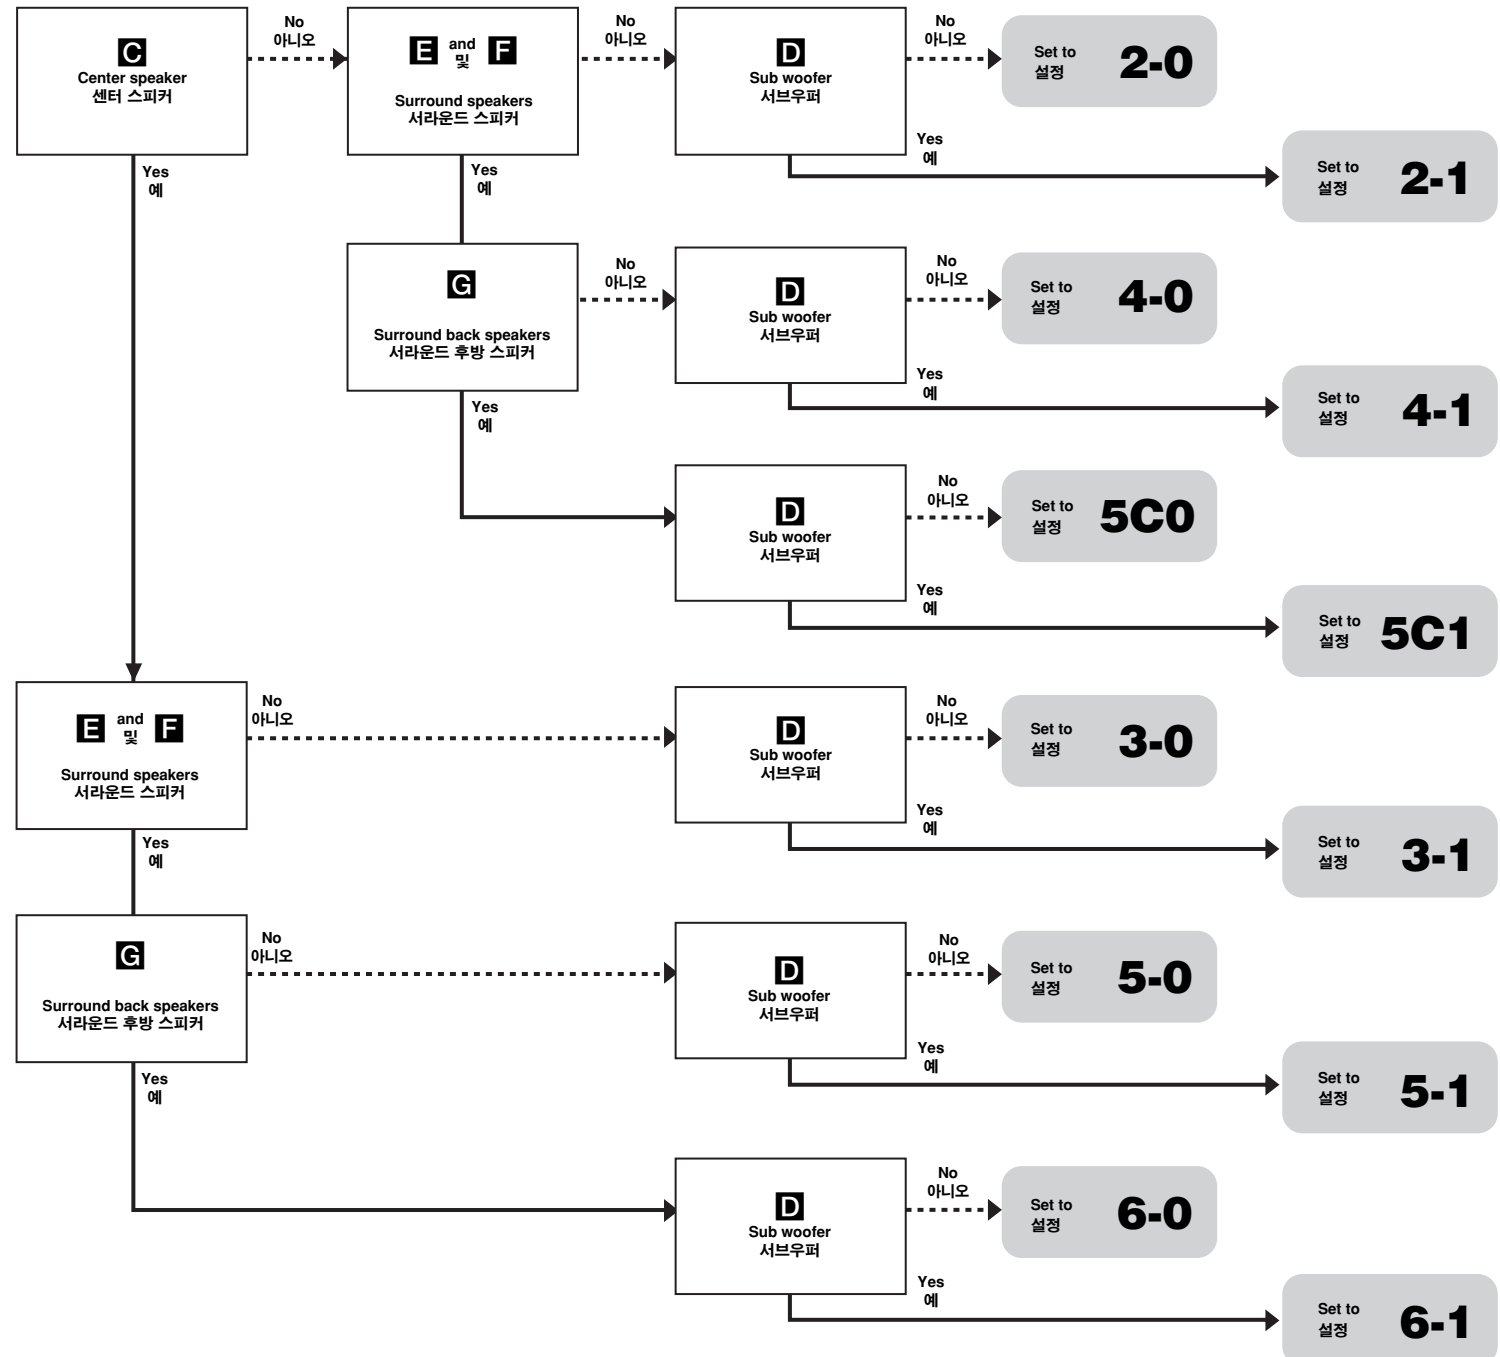 C
Center speaker
센터 스피커
No
아니오
Yes
예
E and F
및
Surround speakers
서라운드 스피커
No
아니오
Yes
예
D
Sub woofer
서브우퍼
No
아니오
Set to
설정
2-0
Yes
예
Set to
설정
2-1
G
Surround back speakers
서라운드 후방 스피커
No
아니오
Yes
예
D
Sub woofer
서브우퍼
No
아니오
Set to
설정
4-0
Yes
예
Set to
설정
4-1
D
Sub woofer
서브우퍼
No
아니오
Set to
설정
5C0
Yes
예
Set to
설정
5C1
E and F
및
Surround speakers
서라운드 스피커
No
아니오
Yes
예
D
Sub woofer
서브우퍼
No
아니오
Set to
설정
3-0
Yes
예
Set to
설정
3-1
G
Surround back speakers
서라운드 후방 스피커
No
아니오
Yes
예
D
Sub woofer
서브우퍼
No
아니오
Set to
설정
5-0
Yes
예
Set to
설정
5-1
D
Sub woofer
서브우퍼
No
아니오
Set to
설정
6-0
Yes
예
Set to
설정
6-1